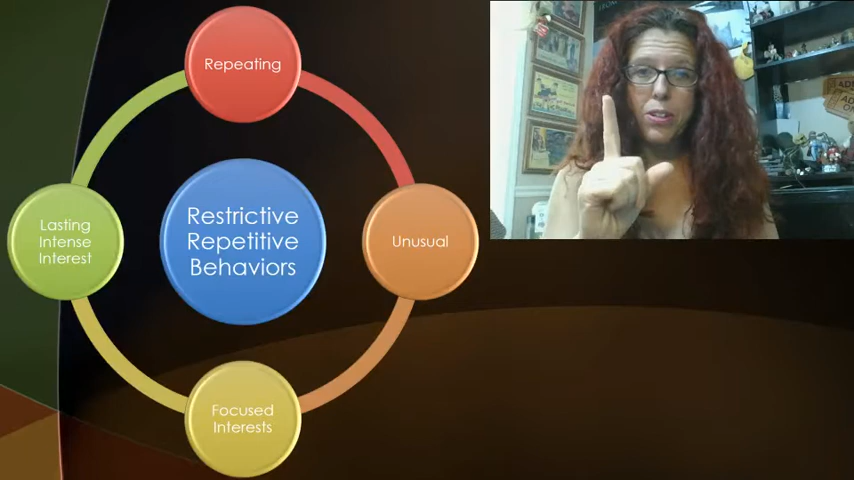 Repeating
Restrictive
Repetitive
Behaviors
Unusual
Focused
Interests
Lasting
Intense
Interest